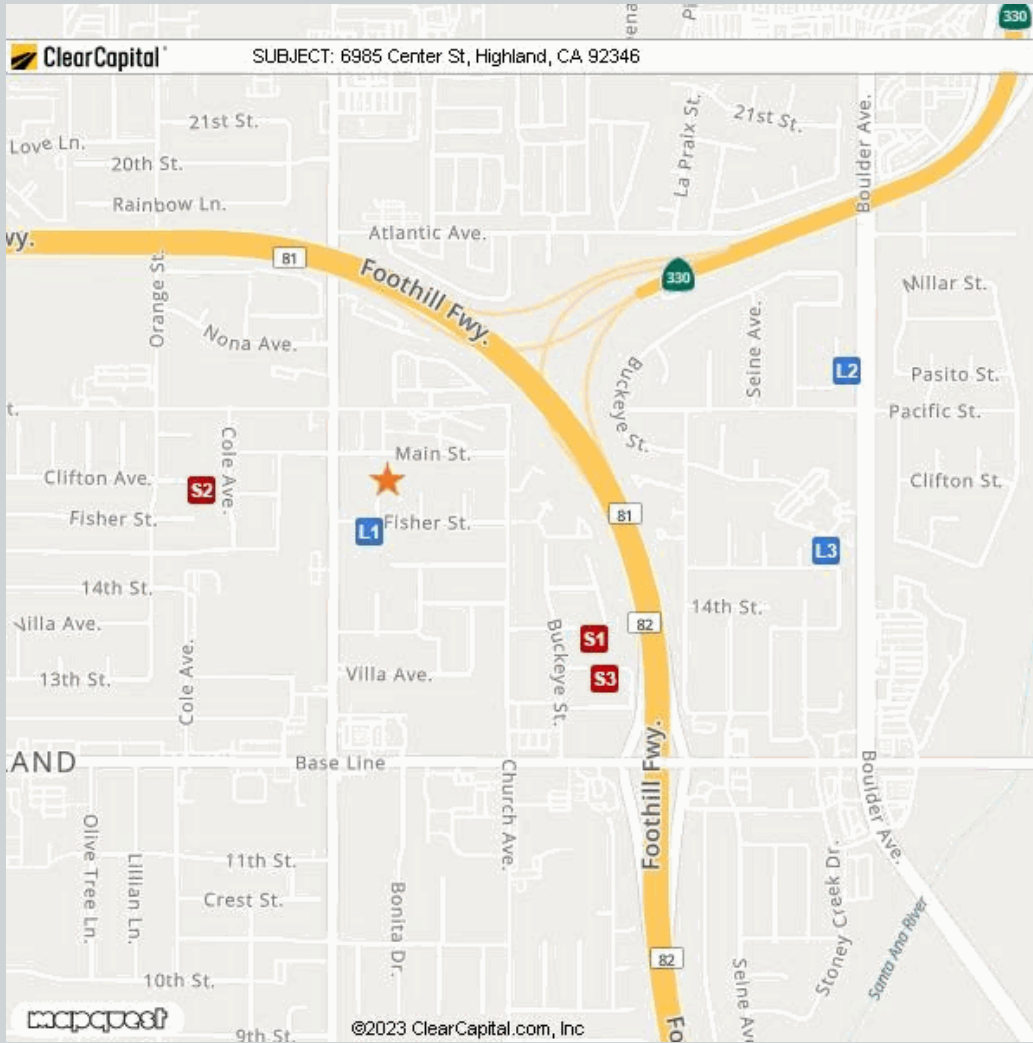 330
ClearCapital
SUBJECT: 6985 Center St, Highland, CA 92346
21st St.
21st St.
La Praix St.
Boulder Ave.
Love Ln.
20th St.
Rainbow Ln.
Atlantic Ave.
81
Foothill Fwy.
330
Orange St.
Millar St.
Nona Ave.
Seine Ave.
L2
Pasito St.
Buckeye St.
Pacific St.
Cole Ave.
Main St.
Clifton Ave.
S2
Clifton St.
Fisher St.
L1
Fisher St.
81
L3
14th St.
14th St.
Villa Ave.
82
S1
Buckeye St.
Cole Ave.
13th St.
Villa Ave.
S3
Base Line
Foothill Fwy.
Church Ave.
Boulder Ave.
Olive Tree Ln.
Lillian Ln.
11th St.
Crest St.
Bonita Dr.
Stoney Creek Dr.
Santa Ana River
10th St.
82
mapquest
©2023 ClearCapital.com, Inc
9th St.